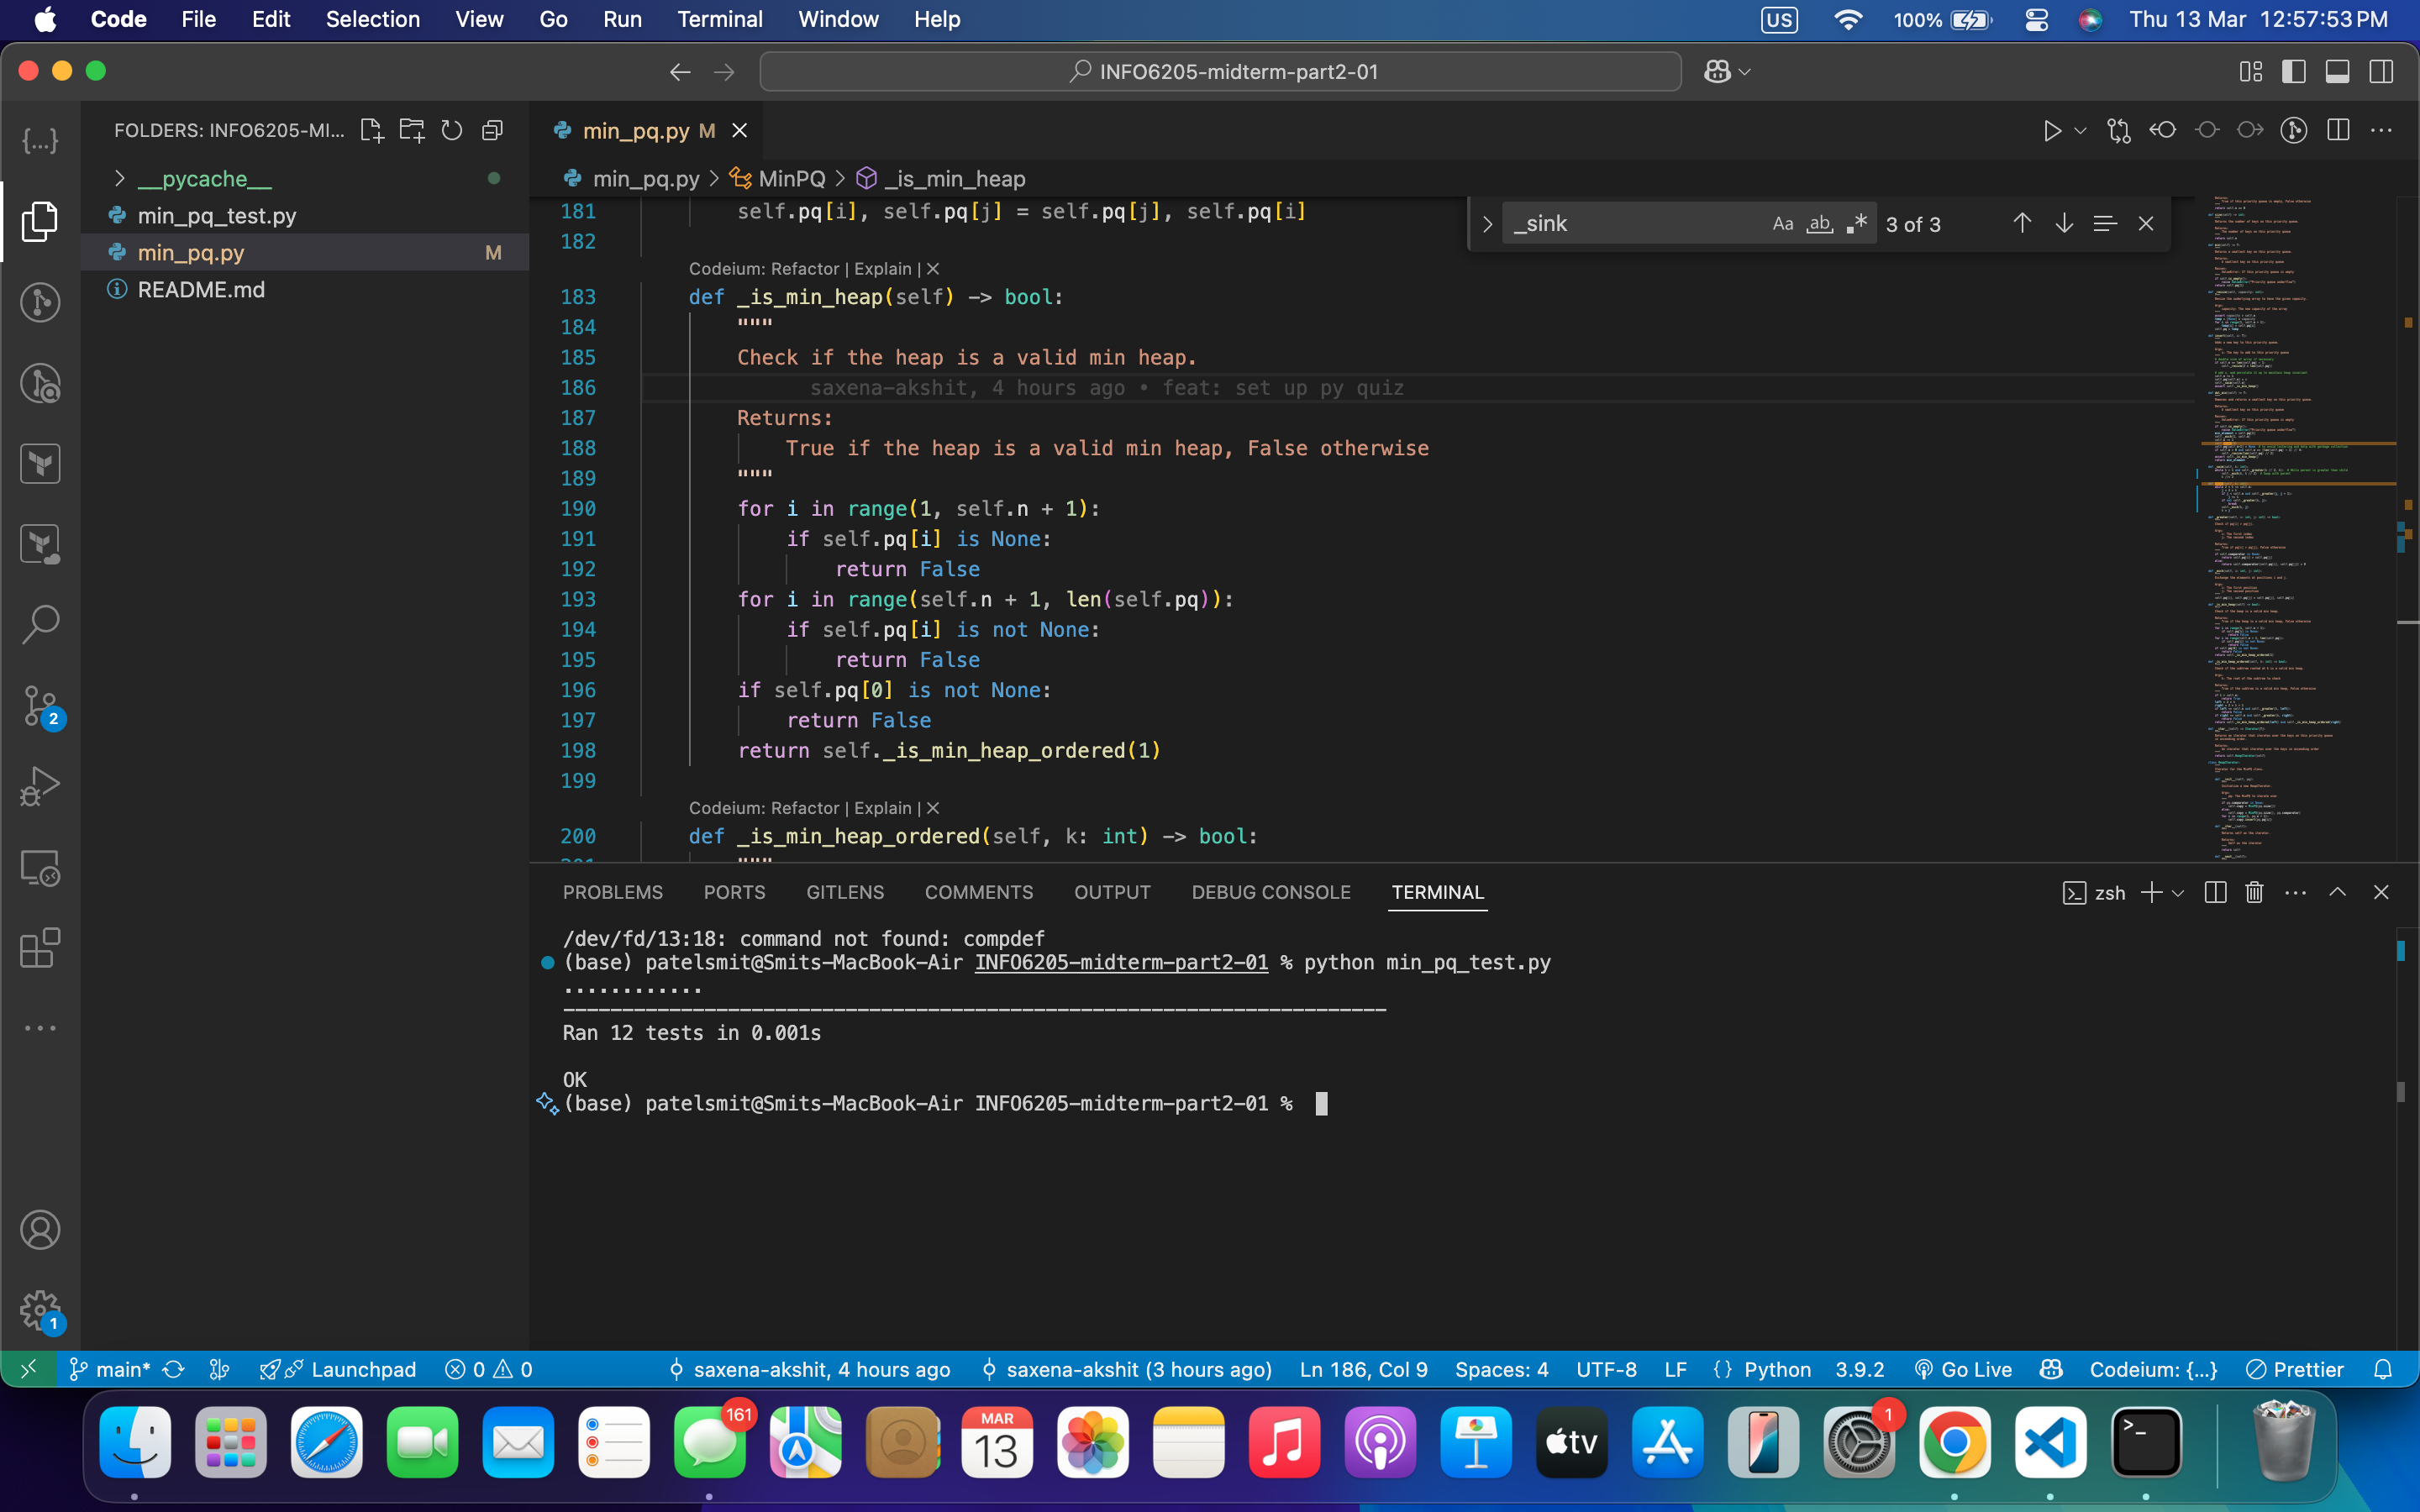 Code File Edit Selection View Go Run Terminal Window Help US 100% Thu 13 Mar 12:57:53 PM
INFO6205-midterm-part2-01
FOLDERS: INFO6205-MI...
__pycache__
min_pq_test.py
min_pq.py M
README.md
2
1
min_pq.py M
min_pq.py > MinPQ > _is_min_heap
_sink Aa ab 3 of 3
181 self.pq[i], self.pq[j] = self.pq[j], self.pq[i]
182
Codeium: Refactor | Explain | ×
183 def _is_min_heap(self) -> bool:
184 """
185 Check if the heap is a valid min heap.
186 saxena-akshit, 4 hours ago • feat: set up py quiz
187 Returns:
188 True if the heap is a valid min heap, False otherwise
189 """
190 for i in range(1, self.n + 1):
191 if self.pq[i] is None:
192 return False
193 for i in range(self.n + 1, len(self.pq)):
194 if self.pq[i] is not None:
195 return False
196 if self.pq[0] is not None:
197 return False
198 return self._is_min_heap_ordered(1)
199
Codeium: Refactor | Explain | ×
200 def _is_min_heap_ordered(self, k: int) -> bool:
201 """
PROBLEMS PORTS GITLENS COMMENTS OUTPUT DEBUG CONSOLE TERMINAL zsh
/dev/fd/13:18: command not found: compdef
(base) patelsmit@Smits-MacBook-Air INFO6205-midterm-part2-01 % python min_pq_test.py
............
----------------------------------------------------------------------
Ran 12 tests in 0.001s
OK
(base) patelsmit@Smits-MacBook-Air INFO6205-midterm-part2-01 %
main* Launchpad 0 0 saxena-akshit, 4 hours ago saxena-akshit (3 hours ago) Ln 186, Col 9 Spaces: 4 UTF-8 LF {} Python 3.9.2 Go Live Codeium: {...} Prettier
161
MAR
13
tv
1